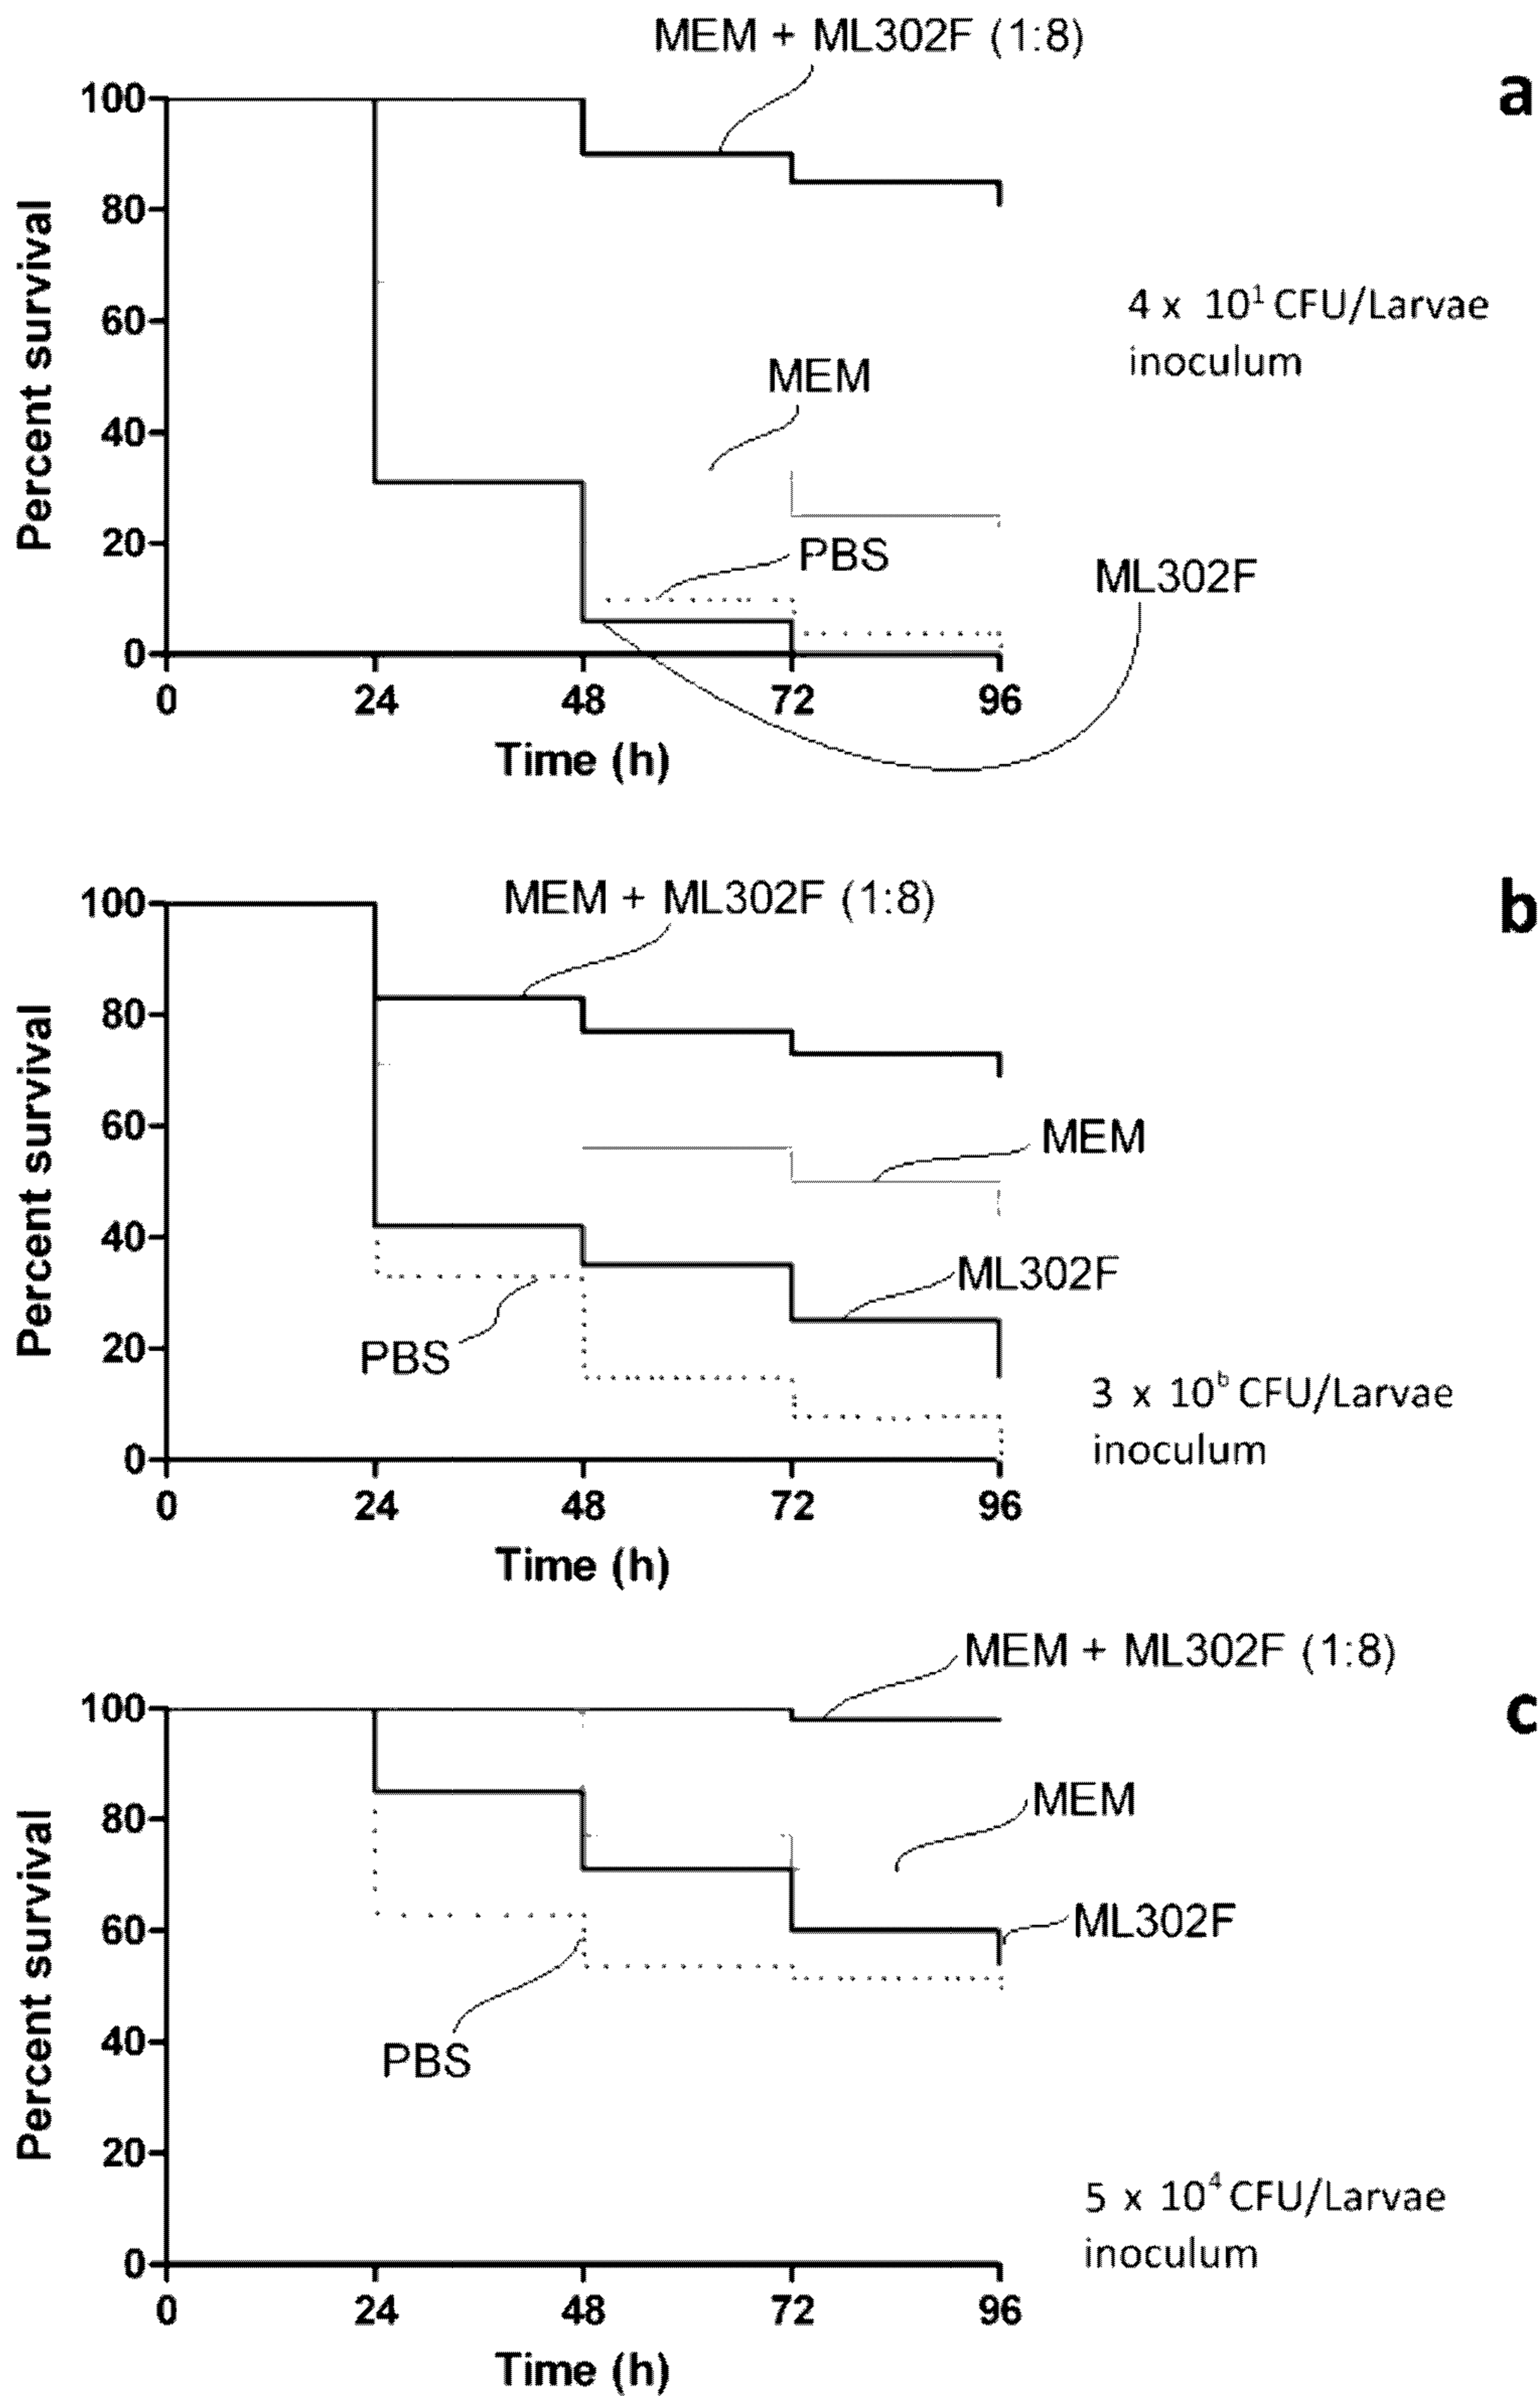 MEM + ML302F (1:8)
a
100
80
60
40
20
0
Percent survival
4 x 10¹ CFU/Larvae
inoculum
MEM
PBS
ML302F
0 24 48 72 96
Time (h)
MEM + ML302F (1:8)
b
100
80
60
40
20
0
Percent survival
MEM
ML302F
PBS
3 x 10⁶ CFU/Larvae
inoculum
0 24 48 72 96
Time (h)
MEM + ML302F (1:8)
c
100
80
60
40
20
0
Percent survival
MEM
ML302F
PBS
5 x 10⁴ CFU/Larvae
inoculum
0 24 48 72 96
Time (h)